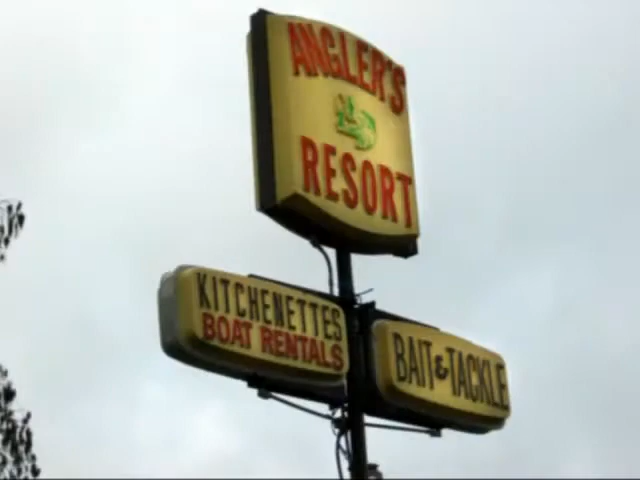 ANGLER'S
RESORT
KITCHENETTES
BOAT RENTALS
BAIT & TACKLE